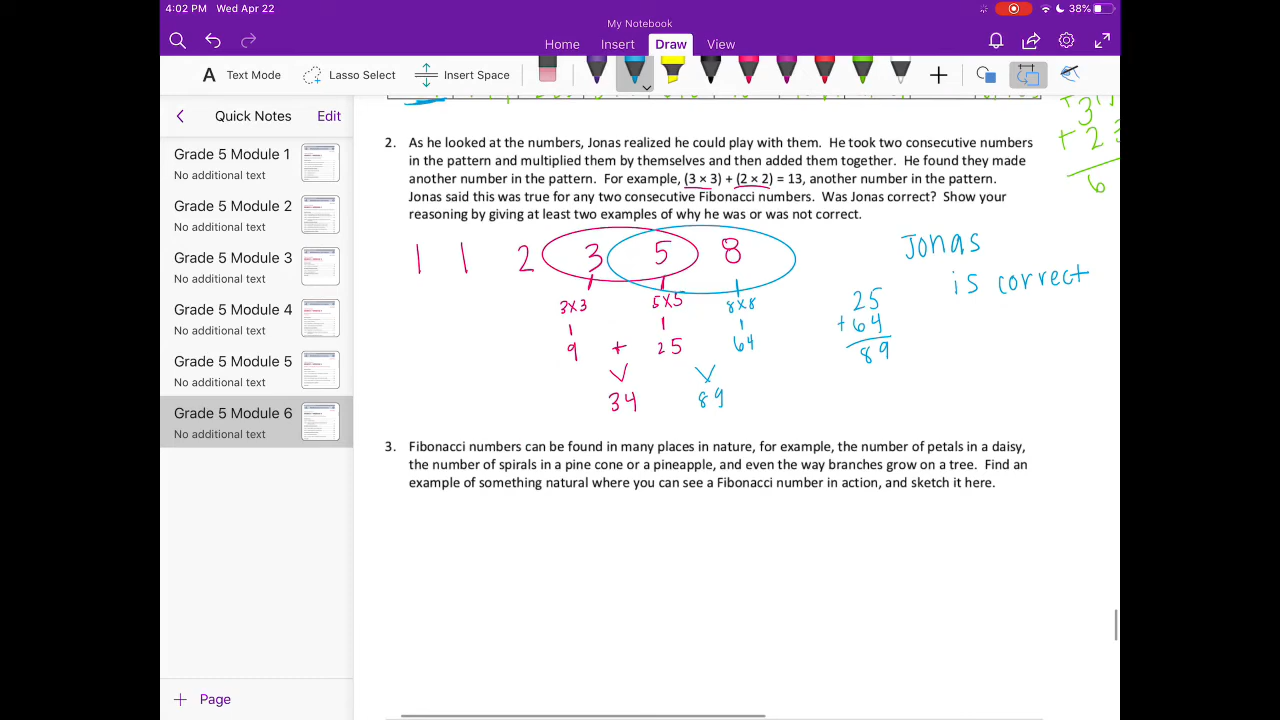 4:02 PM Wed Apr 22
38%
My Notebook
Home Insert Draw View
A Text Mode Lasso Select Insert Space
Quick Notes Edit
Grade 5 Module 1
No additional text
Grade 5 Module 2
No additional text
Grade 5 Module 3
No additional text
Grade 5 Module 4
No additional text
Grade 5 Module 5
No additional text
Grade 5 Module 6
No additional text
+ Page
2. As he looked at the numbers, Jonas realized he could play with them. He took two consecutive numbers
in the pattern and multiplied them by themselves and then added them together. He found they made
another number in the pattern. For example, (3 × 3) + (2 × 2) = 13, another number in the pattern.
Jonas said this was true for any two consecutive Fibonacci numbers. Was Jonas correct? Show your
reasoning by giving at least two examples of why he was or was not correct.
1 1 2 3 5 8
3x3 5x5 8x8
9 + 25 64
34 89
25
+64
89
Jonas
is correct
3. Fibonacci numbers can be found in many places in nature, for example, the number of petals in a daisy,
the number of spirals in a pine cone or a pineapple, and even the way branches grow on a tree. Find an
example of something natural where you can see a Fibonacci number in action, and sketch it here.